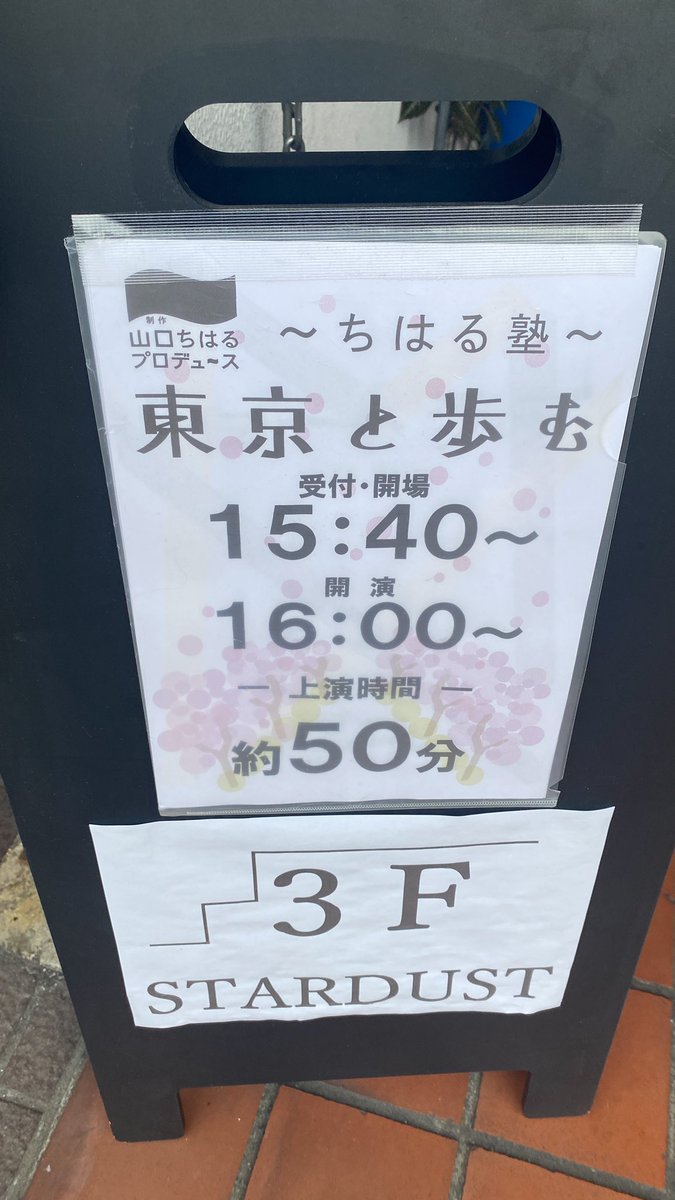 制作
山口ちはる
プロデュース
～ちはる塾～
東京と歩む
受付・開場
15:40～
開演
16:00～
― 上演時間 ―
約50分
3F
STARDUST